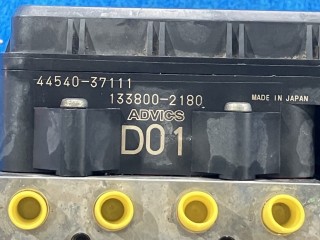 44540-37111
133800-2180
ADVICS
MADE IN JAPAN
D01